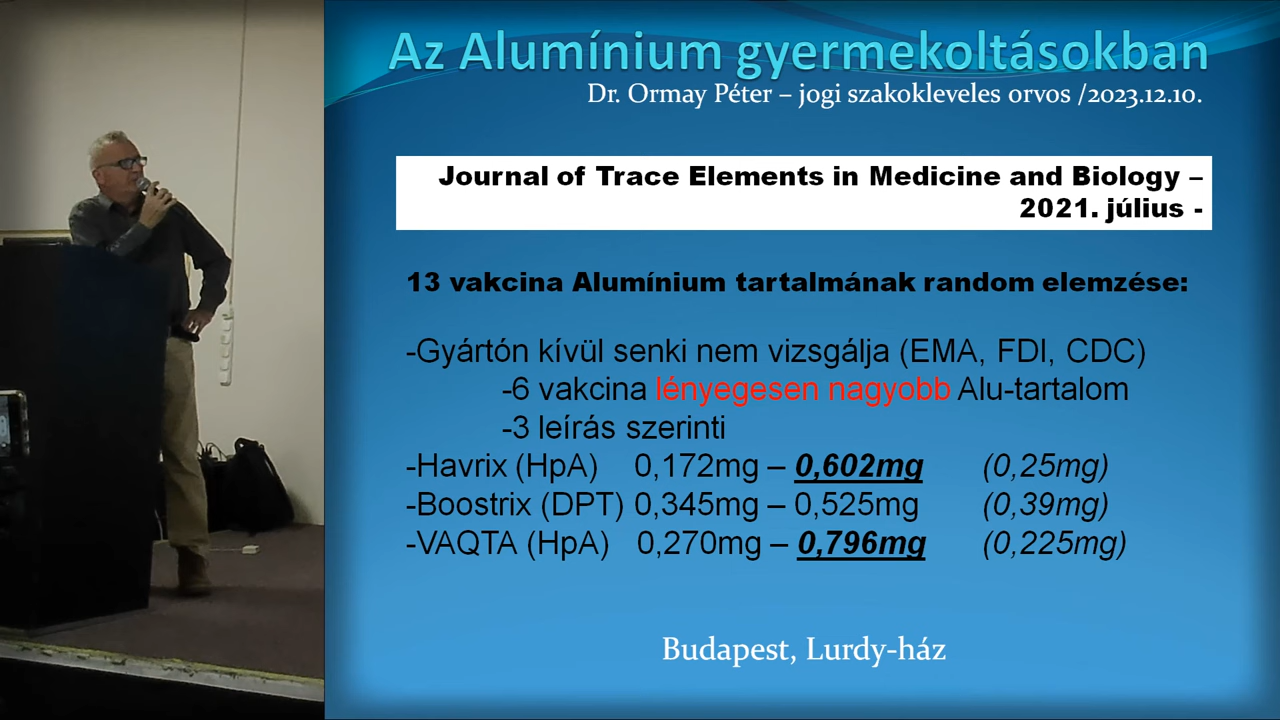 Az Alumínium gyermekoltásokban
Dr. Ormay Péter – jogi szakokleveles orvos /2023.12.10.
Journal of Trace Elements in Medicine and Biology –
2021. július -
13 vakcina Alumínium tartalmának random elemzése:
-Gyártón kívül senki nem vizsgálja (EMA, FDI, CDC)
-6 vakcina lényegesen nagyobb Alu-tartalom
-3 leírás szerinti
-Havrix (HpA) 0,172mg – 0,602mg (0,25mg)
-Boostrix (DPT) 0,345mg – 0,525mg (0,39mg)
-VAQTA (HpA) 0,270mg – 0,796mg (0,225mg)
Budapest, Lurdy-ház